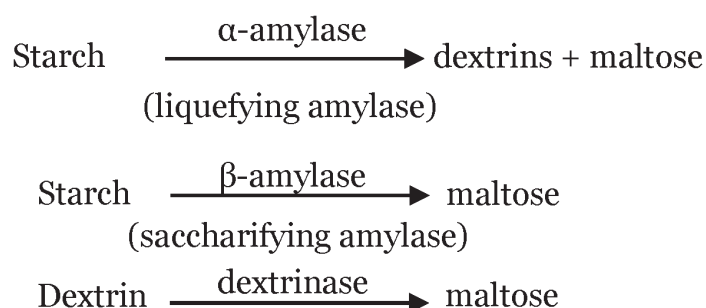 α-amylase
Starch dextrins + maltose
(liquefying amylase)
β-amylase
Starch maltose
(saccharifying amylase)
dextrinase
Dextrin maltose